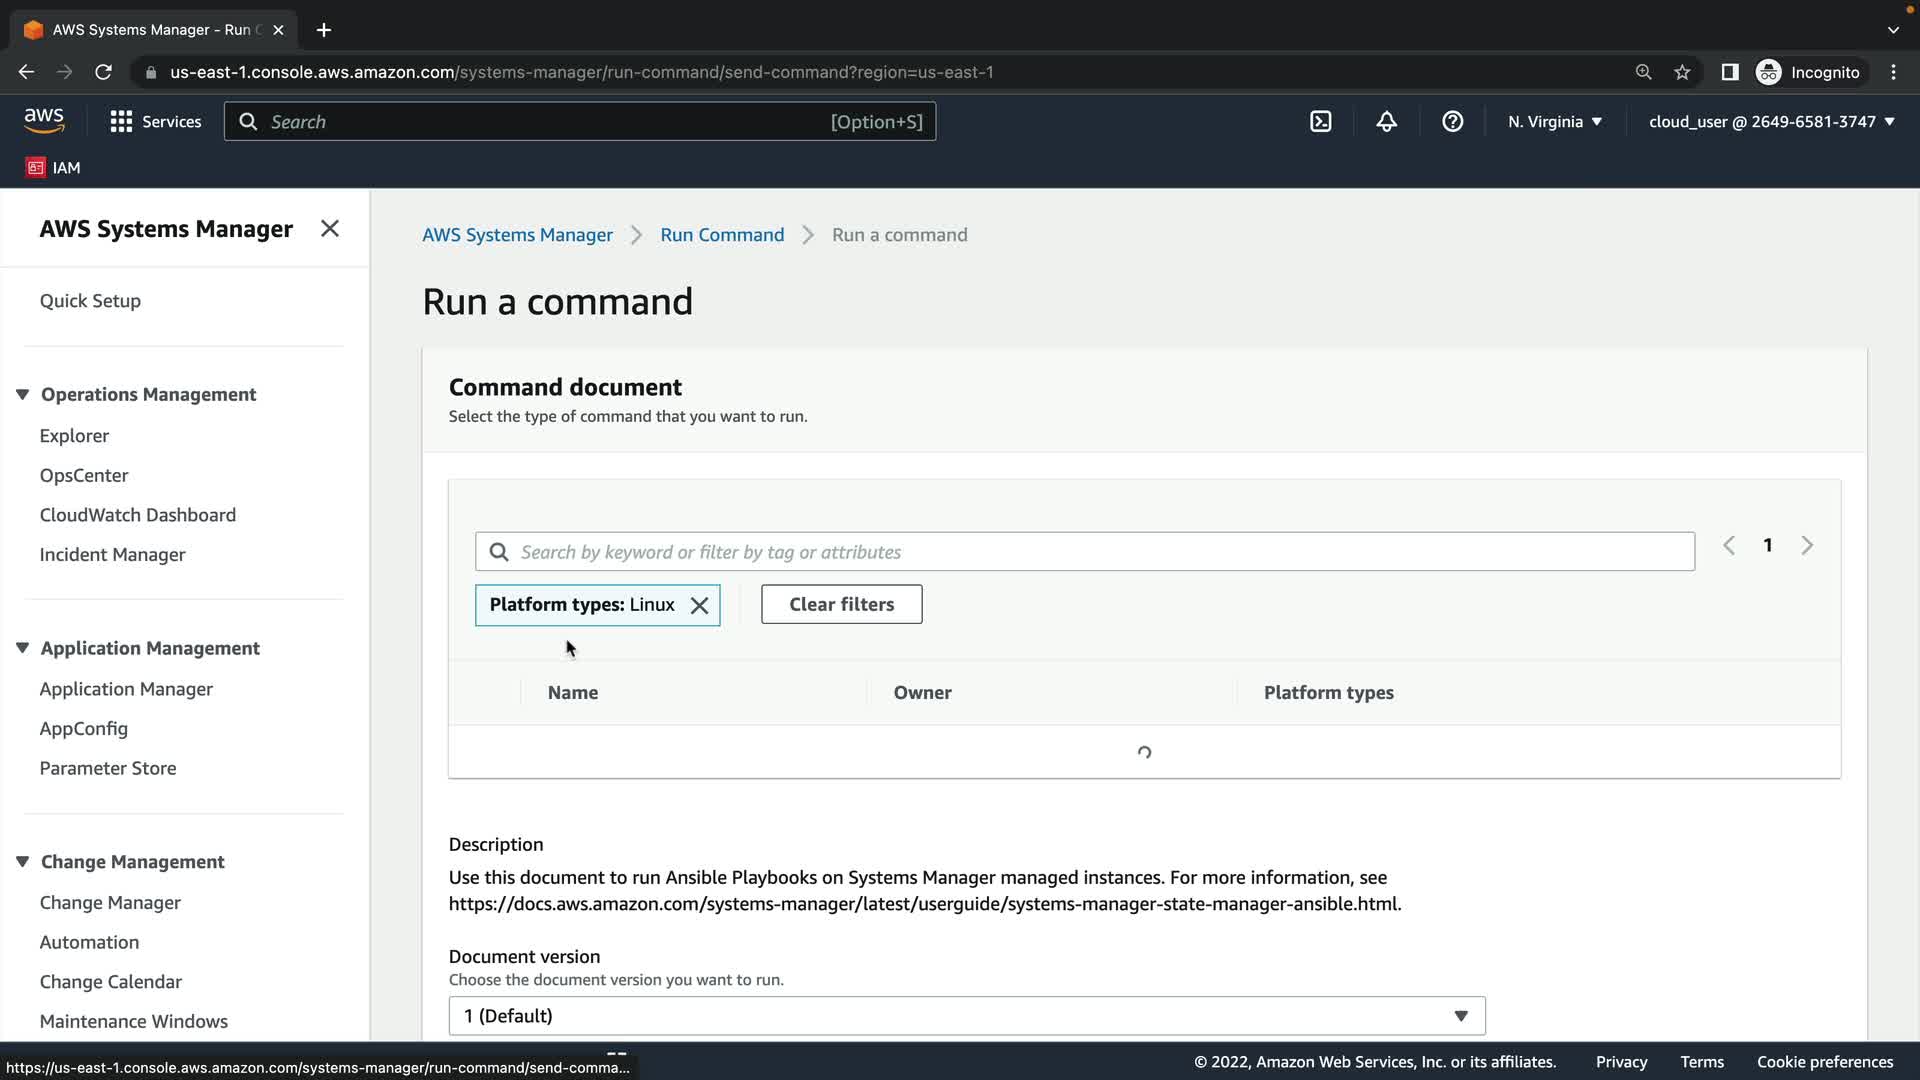 AWS Systems Manager - Run C
us-east-1.console.aws.amazon.com/systems-manager/run-command/send-command?region=us-east-1
Incognito
aws
Services
Search
[Option+S]
N. Virginia
cloud_user @ 2649-6581-3747
IAM
AWS Systems Manager
Quick Setup
Operations Management
Explorer
OpsCenter
CloudWatch Dashboard
Incident Manager
Application Management
Application Manager
AppConfig
Parameter Store
Change Management
Change Manager
Automation
Change Calendar
Maintenance Windows
AWS Systems Manager > Run Command > Run a command
Run a command
Command document
Select the type of command that you want to run.
Search by keyword or filter by tag or attributes
1
Platform types: Linux
Clear filters
Name
Owner
Platform types
Description
Use this document to run Ansible Playbooks on Systems Manager managed instances. For more information, see
https://docs.aws.amazon.com/systems-manager/latest/userguide/systems-manager-state-manager-ansible.html.
Document version
Choose the document version you want to run.
1 (Default)
https://us-east-1.console.aws.amazon.com/systems-manager/run-command/send-comma...
© 2022, Amazon Web Services, Inc. or its affiliates.
Privacy
Terms
Cookie preferences